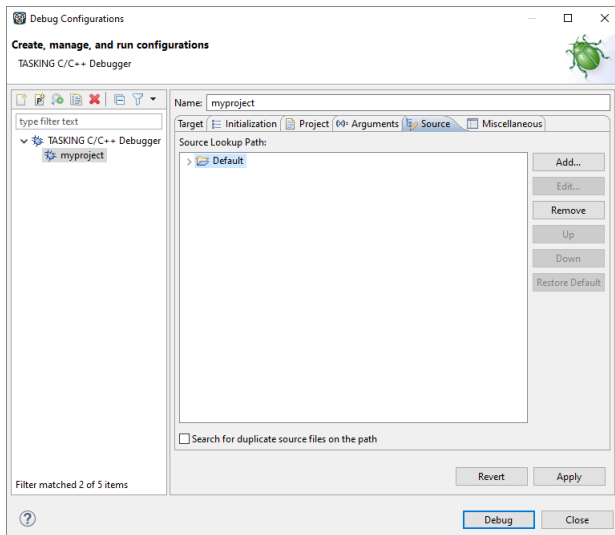 Debug Configurations
Create, manage, and run configurations
TASKING C/C++ Debugger
type filter text
TASKING C/C++ Debugger
myproject
Filter matched 2 of 5 items
Name: myproject
Target Initialization Project (x)= Arguments Source Miscellaneous
Source Lookup Path:
Default
Add...
Edit...
Remove
Up
Down
Restore Default
Search for duplicate source files on the path
Revert Apply
? Debug Close